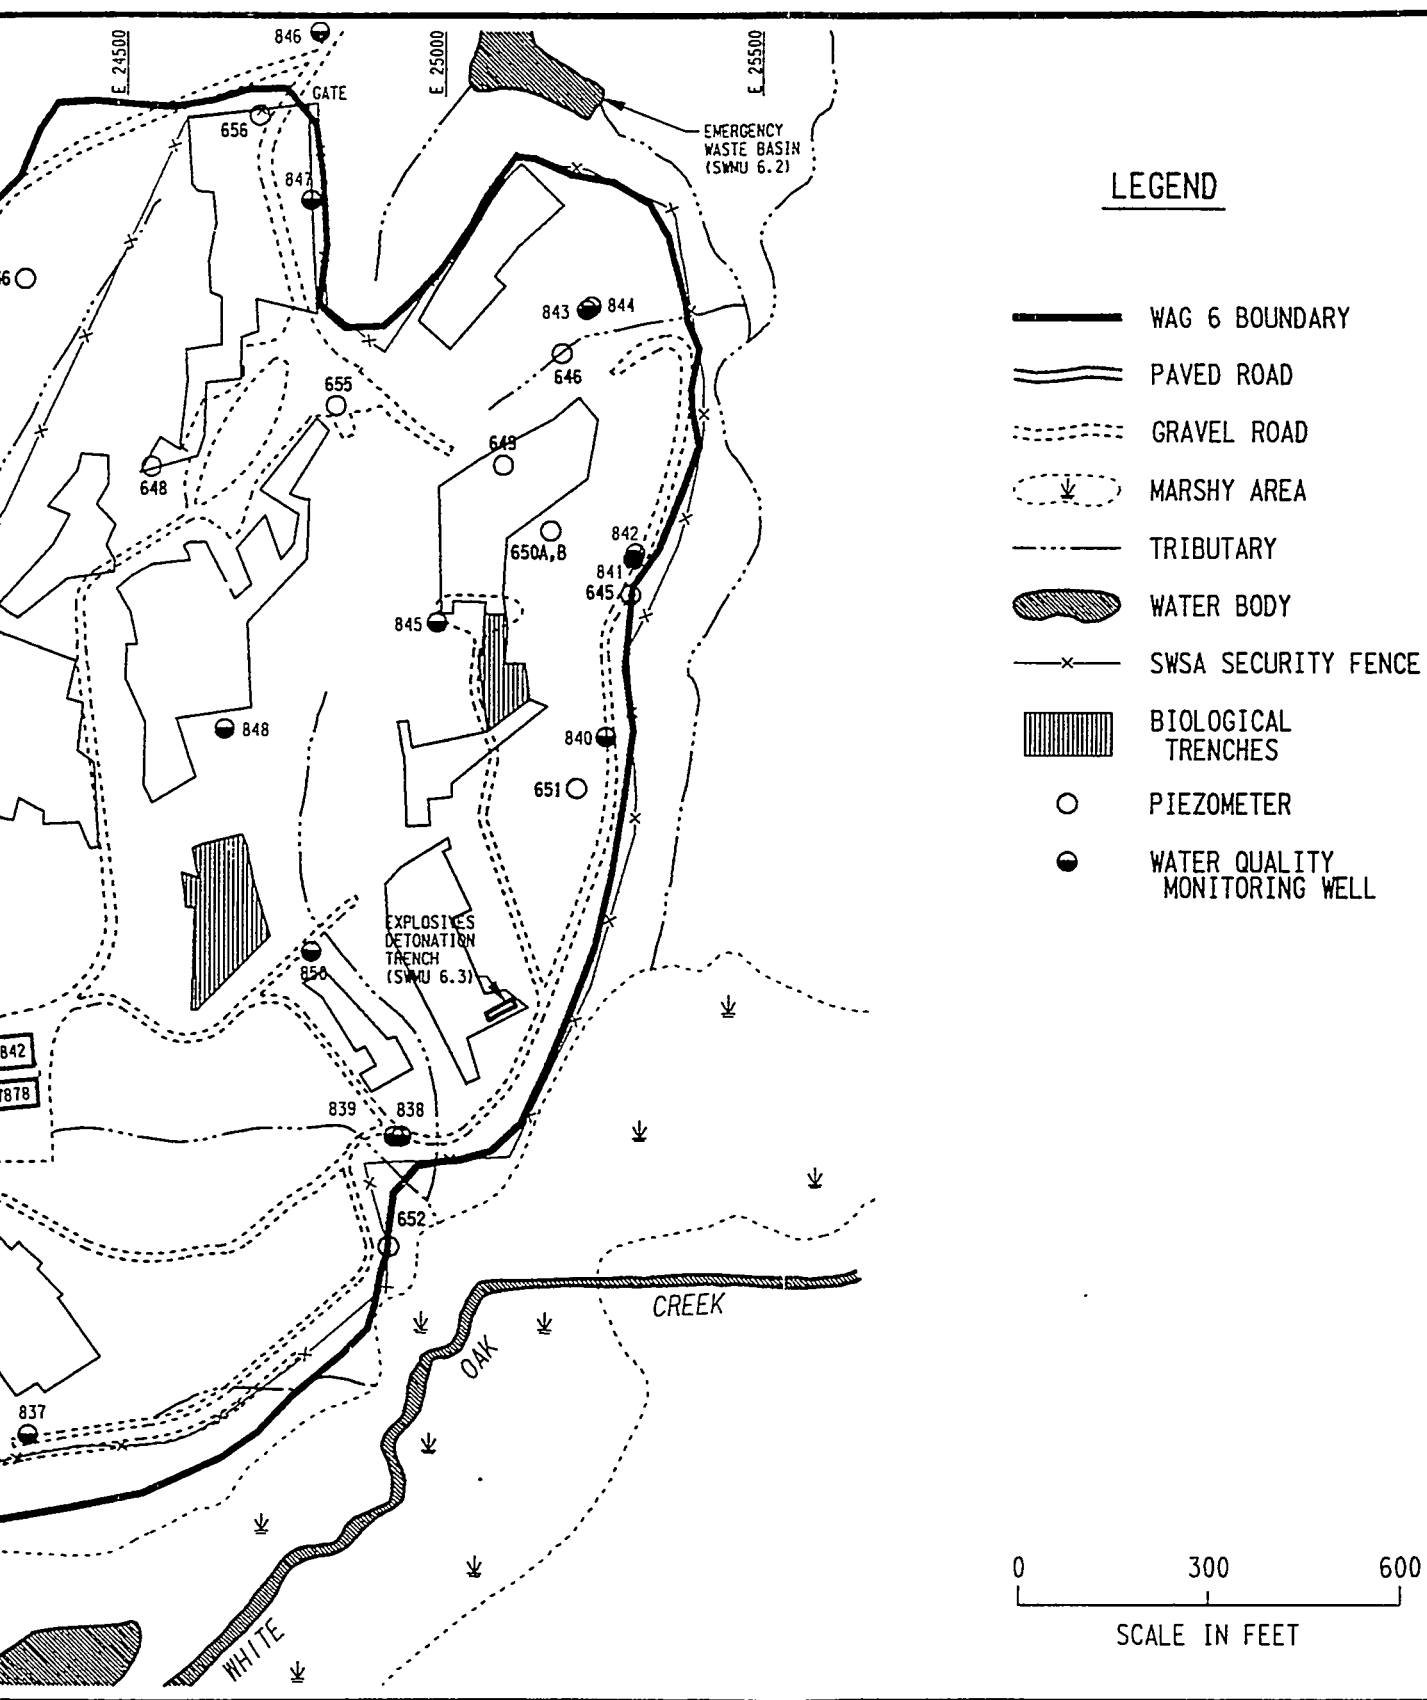 846
E 24500
E 25000
E 25500
GATE
656
EMERGENCY
WASTE BASIN
(SWMU 6.2)
847
LEGEND
843
844
WAG 6 BOUNDARY
646
PAVED ROAD
655
GRAVEL ROAD
649
648
MARSHY AREA
842
650A,B
TRIBUTARY
841
645
WATER BODY
845
SWSA SECURITY FENCE
848
840
BIOLOGICAL
TRENCHES
651
PIEZOMETER
WATER QUALITY
MONITORING WELL
EXPLOSIVES
DETONATION
TRENCH
(SWMU 6.3)
850
842
7878
839
838
652
CREEK
OAK
837
WHITE
0 300 600
SCALE IN FEET